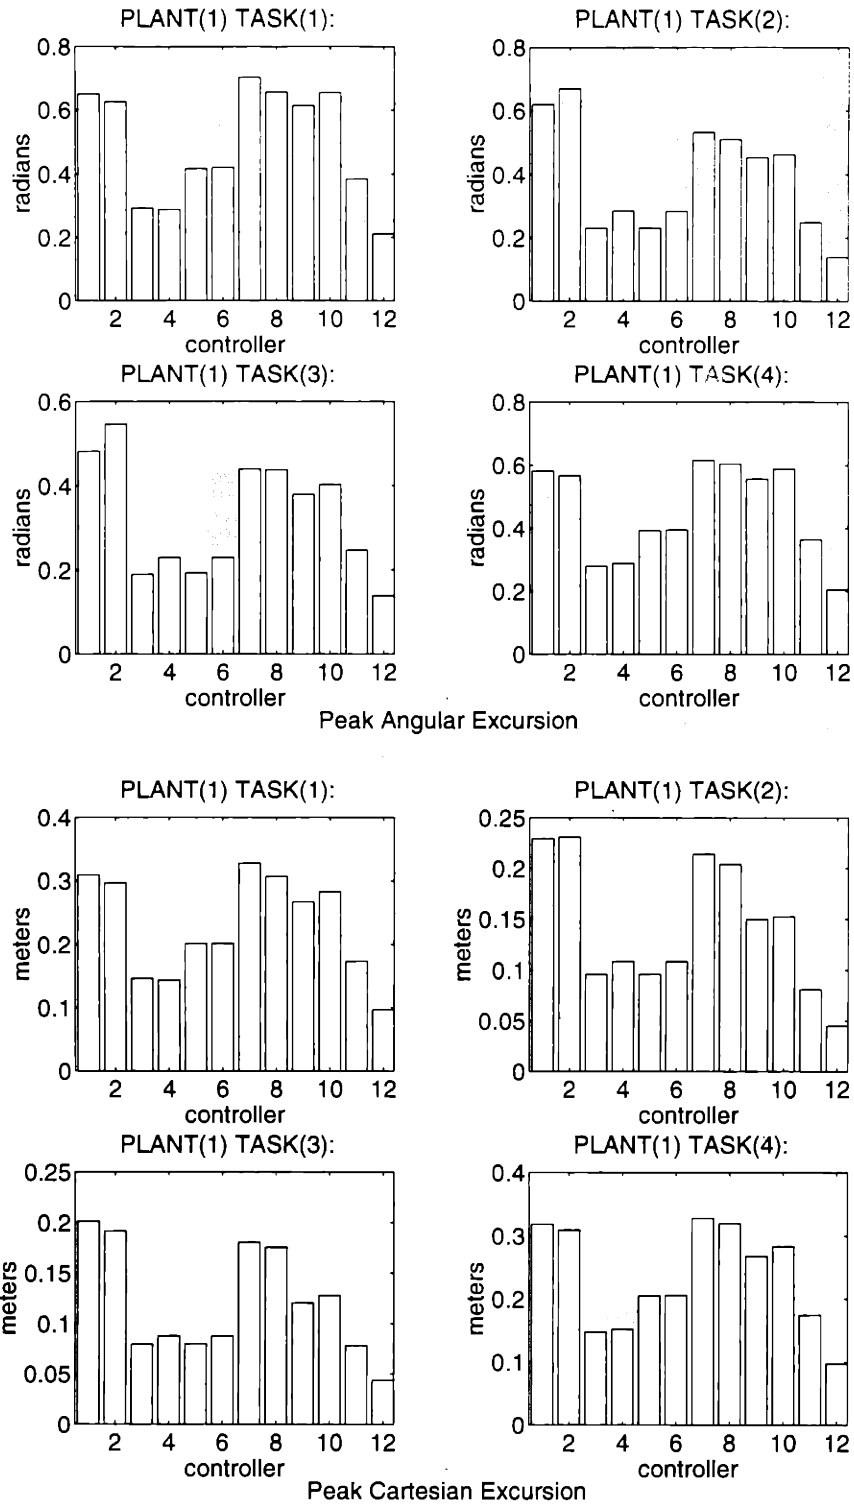 PLANT(1) TASK(1):
0.8
0.6
0.4
0.2
0
radians
2 4 6 8 10 12
controller
PLANT(1) TASK(2):
0.8
0.6
0.4
0.2
0
radians
2 4 6 8 10 12
controller
PLANT(1) TASK(3):
0.6
0.4
0.2
0
radians
2 4 6 8 10 12
controller
PLANT(1) TASK(4):
0.8
0.6
0.4
0.2
0
radians
2 4 6 8 10 12
controller
Peak Angular Excursion
PLANT(1) TASK(1):
0.4
0.3
0.2
0.1
0
meters
2 4 6 8 10 12
controller
PLANT(1) TASK(2):
0.25
0.2
0.15
0.1
0.05
0
meters
2 4 6 8 10 12
controller
PLANT(1) TASK(3):
0.25
0.2
0.15
0.1
0.05
0
meters
2 4 6 8 10 12
controller
PLANT(1) TASK(4):
0.4
0.3
0.2
0.1
0
meters
2 4 6 8 10 12
controller
Peak Cartesian Excursion